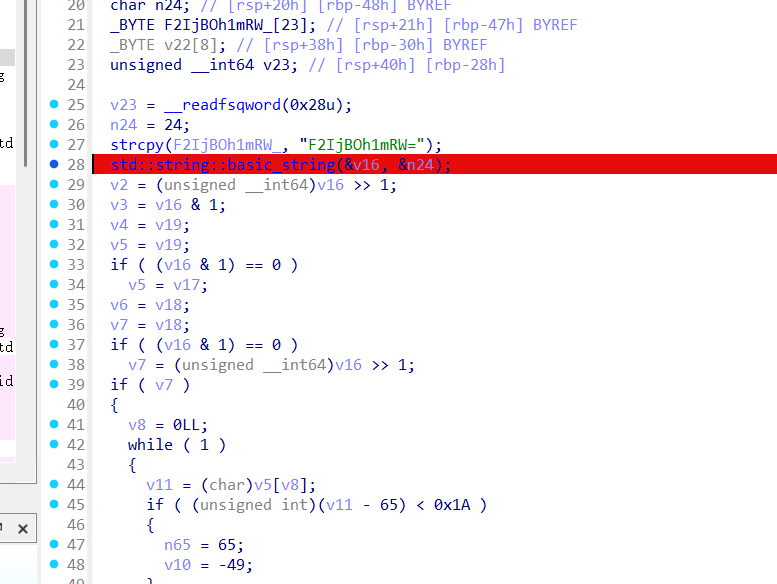 20 char n24; // [rsp+20h] [rbp-48h] BYREF
21 _BYTE F2IjBOh1mRW_[23]; // [rsp+21h] [rbp-47h] BYREF
22 _BYTE v22[8]; // [rsp+38h] [rbp-30h] BYREF
23 unsigned __int64 v23; // [rsp+40h] [rbp-28h]
24
25 v23 = __readfsqword(0x28u);
26 n24 = 24;
td 27 strcpy(F2IjBOh1mRW_, "F2IjBOh1mRW=");
28 std::string::basic_string(&v16, &n24);
29 v2 = (unsigned __int64)v16 >> 1;
30 v3 = v16 & 1;
31 v4 = v19;
32 v5 = v19;
33 if ( (v16 & 1) == 0 )
34 v5 = v17;
35 v6 = v18;
g 36 v7 = v18;
td 37 if ( (v16 & 1) == 0 )
38 v7 = (unsigned __int64)v16 >> 1;
id 39 if ( v7 )
40 {
41 v8 = 0LL;
42 while ( 1 )
43 {
44 v11 = (char)v5[v8];
45 if ( (unsigned int)(v11 - 65) < 0x1A )
46 {
47 n65 = 65;
48 v10 = -49;